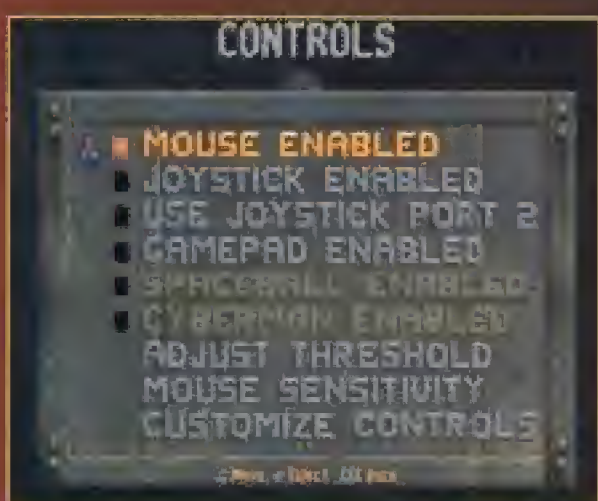 CONTROLS
MOUSE ENABLED
JOYSTICK ENABLED
USE JOYSTICK PORT 2
GAMEPAD ENABLED
SPACEBALL ENABLED
CYBERMAN ENABLED
ADJUST THRESHOLD
MOUSE SENSITIVITY
CUSTOMIZE CONTROLS